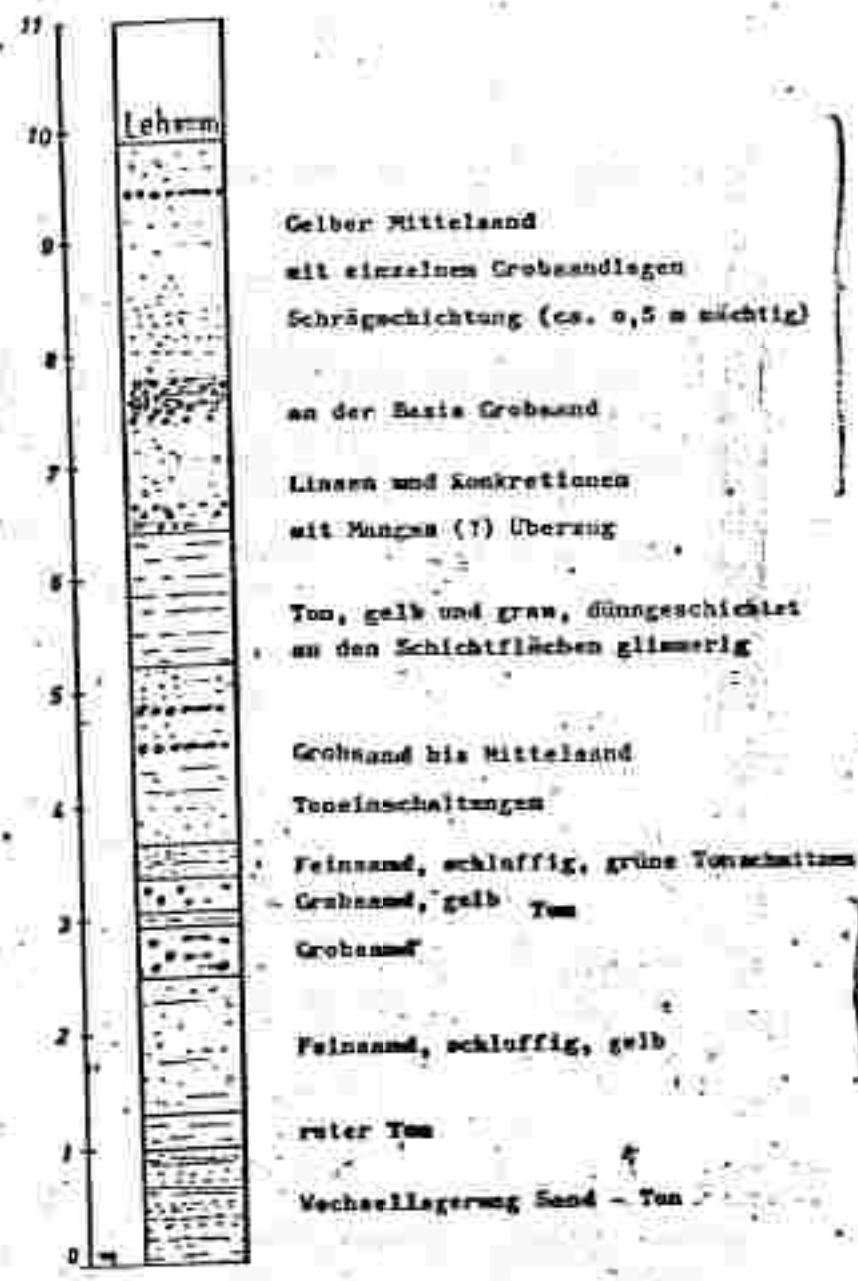 11
Lehmm
10
9
Gelber Mittelsand
mit einzelnen Grobsandlagen
Schrägschichtung (ca. o,5 m mächtig)
8
an der Basis Grobsand
7
Linsen und Konkretionen
mit Mangan (?) Überzug
6
Ton, gelb und grau, dünngeschichtet
an den Schichtflächen glimmerig
5
Grobsand bis Mittelsand
4
Toneinschaltungen
Feinsand, schluffig, grüne Tonschmitzen
Grobsand, gelb Ton
3
Grobsand
2
Feinsand, schluffig, gelb
roter Ton
1
Wechsellagerung Sand - Ton
0 m